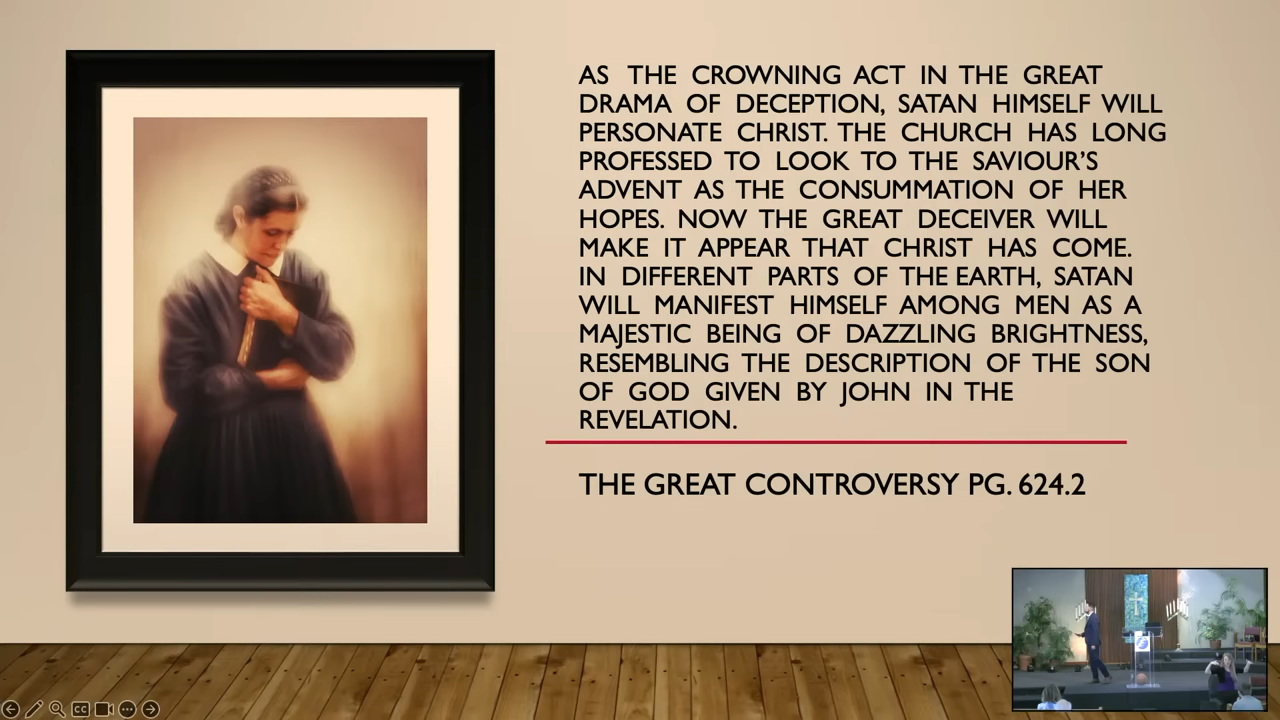 AS THE CROWNING ACT IN THE GREAT
DRAMA OF DECEPTION, SATAN HIMSELF WILL
PERSONATE CHRIST. THE CHURCH HAS LONG
PROFESSED TO LOOK TO THE SAVIOUR'S
ADVENT AS THE CONSUMMATION OF HER
HOPES. NOW THE GREAT DECEIVER WILL
MAKE IT APPEAR THAT CHRIST HAS COME.
IN DIFFERENT PARTS OF THE EARTH, SATAN
WILL MANIFEST HIMSELF AMONG MEN AS A
MAJESTIC BEING OF DAZZLING BRIGHTNESS,
RESEMBLING THE DESCRIPTION OF THE SON
OF GOD GIVEN BY JOHN IN THE
REVELATION.
THE GREAT CONTROVERSY PG. 624.2
CC